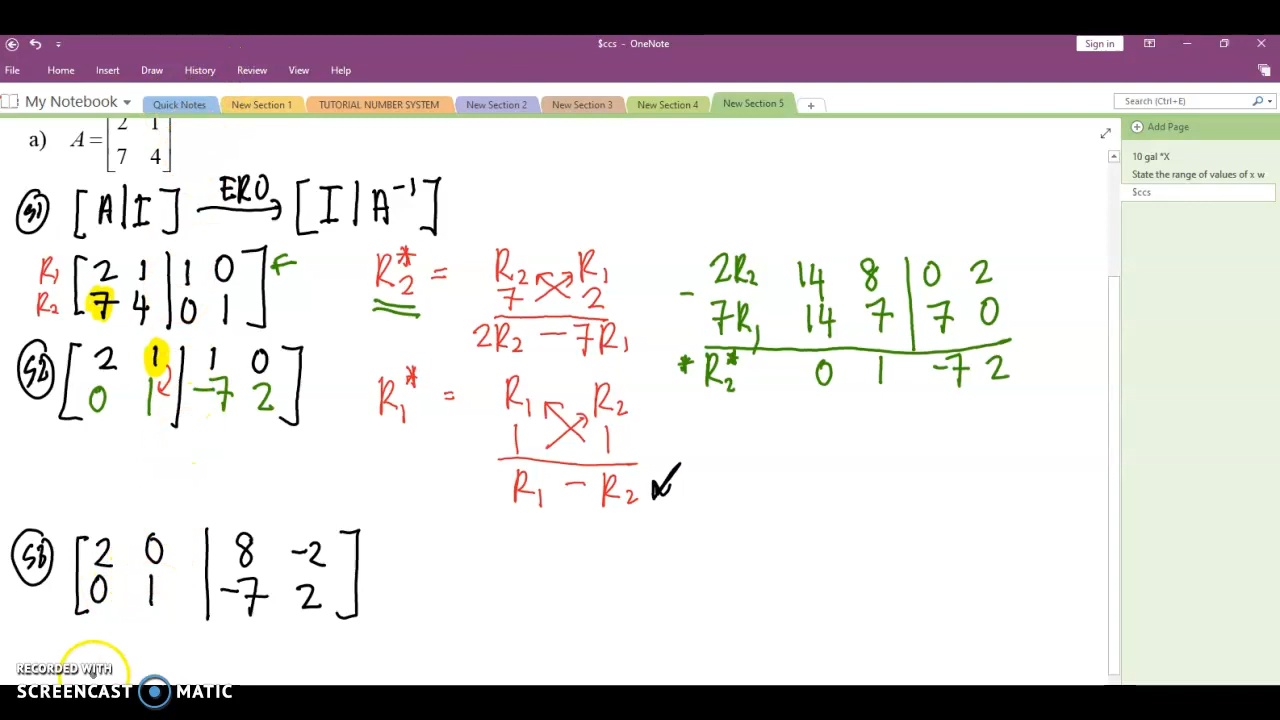 $ccs - OneNote
Sign in
File Home Insert Draw History Review View Help
My Notebook Quick Notes New Section 1 TUTORIAL NUMBER SYSTEM New Section 2 New Section 3 New Section 4 New Section 5 + Search (Ctrl+E)
+ Add Page
10 gal *X
State the range of values of x w
$ccs
a) A = [2 1
7 4]
S1 [A|I] ERO → [I|A⁻¹]
R1 [2 1 | 1 0] ←
R2 [7 4 | 0 1]
R2* = R2 R1
7 2
2R2 - 7R1
- 2R2 14 8 | 0 2
7R1 14 7 | 7 0
* R2* 0 1 -7 2
S2 [2 1 | 1 0]
[0 1 | -7 2]
R1* = R1 R2
1 1
R1 - R2 ✓
S3 [2 0 | 8 -2]
[0 1 | -7 2]
RECORDED WITH
SCREENCAST MATIC